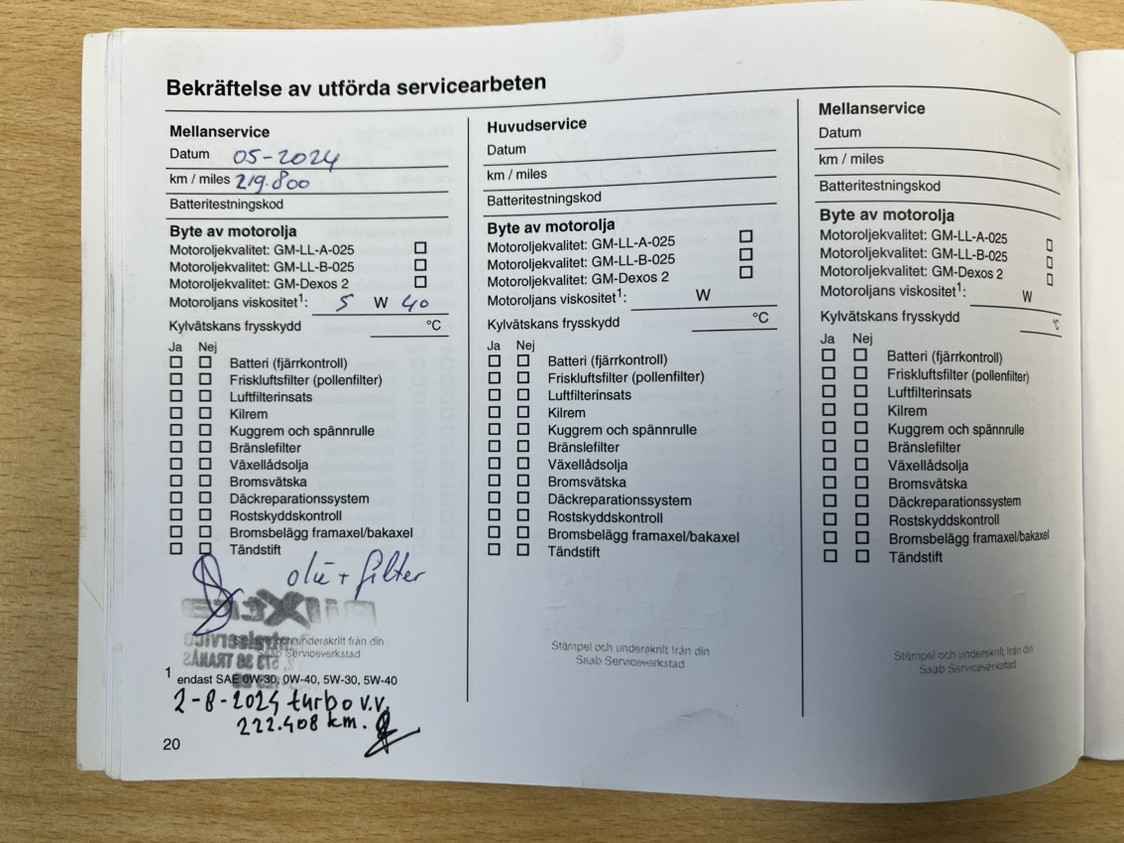 Bekräftelse av utförda servicearbeten
Mellanservice
Datum 05-2024
km / miles 219.800
Batteritestningskod
Byte av motorolja
Motoroljekvalitet: GM-LL-A-025
Motoroljekvalitet: GM-LL-B-025
Motoroljekvalitet: GM-Dexos 2
Motoroljans viskositet¹: 5 W 40
Kylvätskans frysskydd °C
Ja Nej
Batteri (fjärrkontroll)
Friskluftsfilter (pollenfilter)
Luftfilterinsats
Kilrem
Kuggrem och spännrulle
Bränslefilter
Växellådsolja
Bromsvätska
Däckreparationssystem
Rostskyddskontroll
Bromsbelägg framaxel/bakaxel
Tändstift
olie + filter
underskrift från din
Saab Serviceverkstad
¹ endast SAE 0W-30, 0W-40, 5W-30, 5W-40
2-8-2024 turbo v.v.
222.408 km.
20
Huvudservice
Datum
km / miles
Batteritestningskod
Byte av motorolja
Motoroljekvalitet: GM-LL-A-025
Motoroljekvalitet: GM-LL-B-025
Motoroljekvalitet: GM-Dexos 2
Motoroljans viskositet¹: W
Kylvätskans frysskydd °C
Ja Nej
Batteri (fjärrkontroll)
Friskluftsfilter (pollenfilter)
Luftfilterinsats
Kilrem
Kuggrem och spännrulle
Bränslefilter
Växellådsolja
Bromsvätska
Däckreparationssystem
Rostskyddskontroll
Bromsbelägg framaxel/bakaxel
Tändstift
Stämpel och underskrift från din
Saab Serviceverkstad
Mellanservice
Datum
km / miles
Batteritestningskod
Byte av motorolja
Motoroljekvalitet: GM-LL-A-025
Motoroljekvalitet: GM-LL-B-025
Motoroljekvalitet: GM-Dexos 2
Motoroljans viskositet¹: W
Kylvätskans frysskydd °C
Ja Nej
Batteri (fjärrkontroll)
Friskluftsfilter (pollenfilter)
Luftfilterinsats
Kilrem
Kuggrem och spännrulle
Bränslefilter
Växellådsolja
Bromsvätska
Däckreparationssystem
Rostskyddskontroll
Bromsbelägg framaxel/bakaxel
Tändstift
Stämpel och underskrift från din
Saab Serviceverkstad